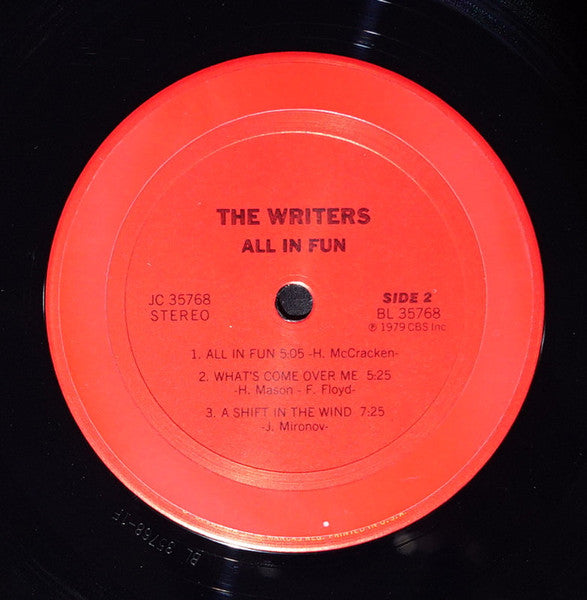 THE WRITERS
ALL IN FUN
JC 35768
STEREO
SIDE 2
BL 35768
℗ 1979 CBS Inc
1. ALL IN FUN 5:05 -H. McCracken-
2. WHAT'S COME OVER ME 5:25
-H. Mason - F. Floyd-
3. A SHIFT IN THE WIND 7:25
-J. Mironov-
PRINTED IN U.S.A.